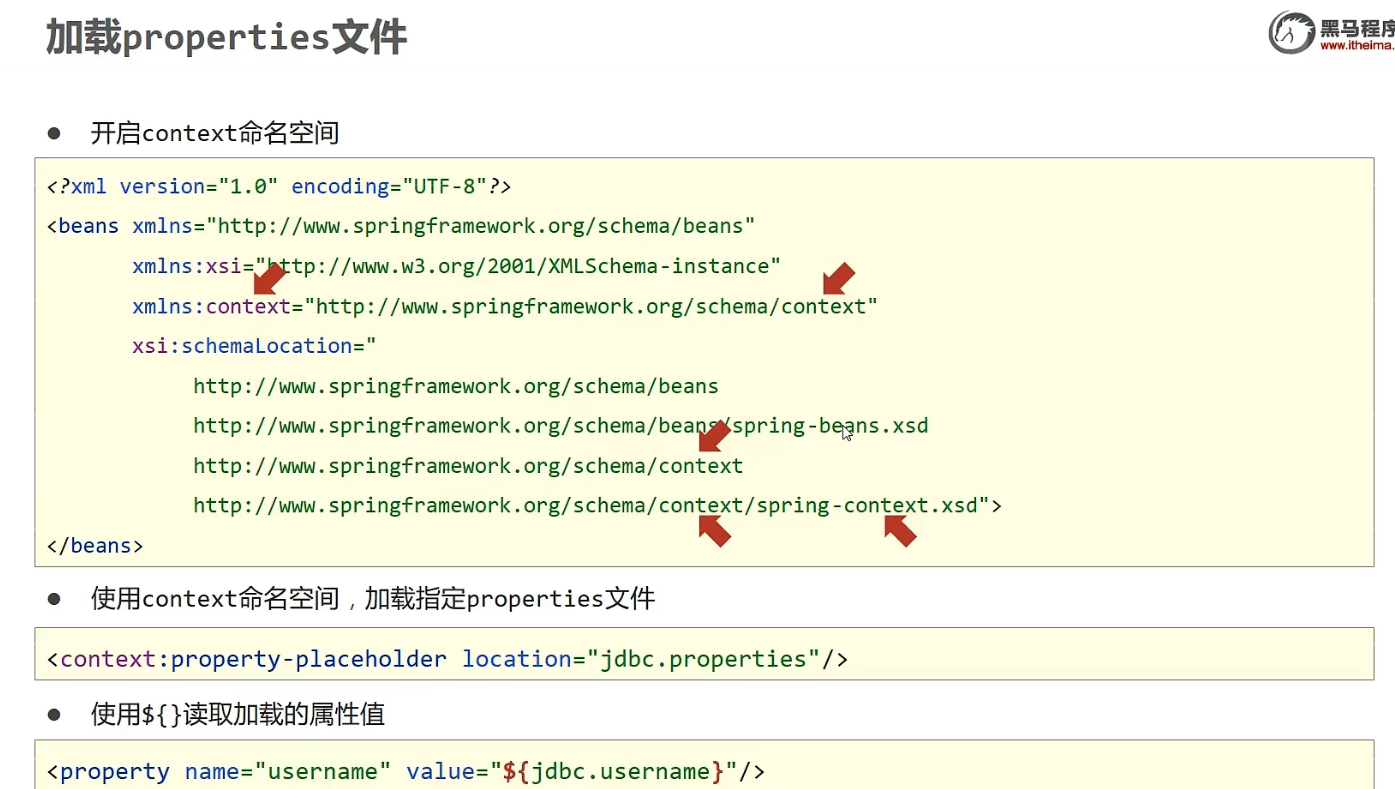 加载properties文件
黑马程序
www.itheima.
● 开启context命名空间
<?xml version="1.0" encoding="UTF-8"?>
<beans xmlns="http://www.springframework.org/schema/beans"
xmlns:xsi="http://www.w3.org/2001/XMLSchema-instance"
xmlns:context="http://www.springframework.org/schema/context"
xsi:schemaLocation="
http://www.springframework.org/schema/beans
http://www.springframework.org/schema/beans/spring-beans.xsd
http://www.springframework.org/schema/context
http://www.springframework.org/schema/context/spring-context.xsd">
</beans>
● 使用context命名空间，加载指定properties文件
<context:property-placeholder location="jdbc.properties"/>
● 使用${}读取加载的属性值
<property name="username" value="${jdbc.username}"/>